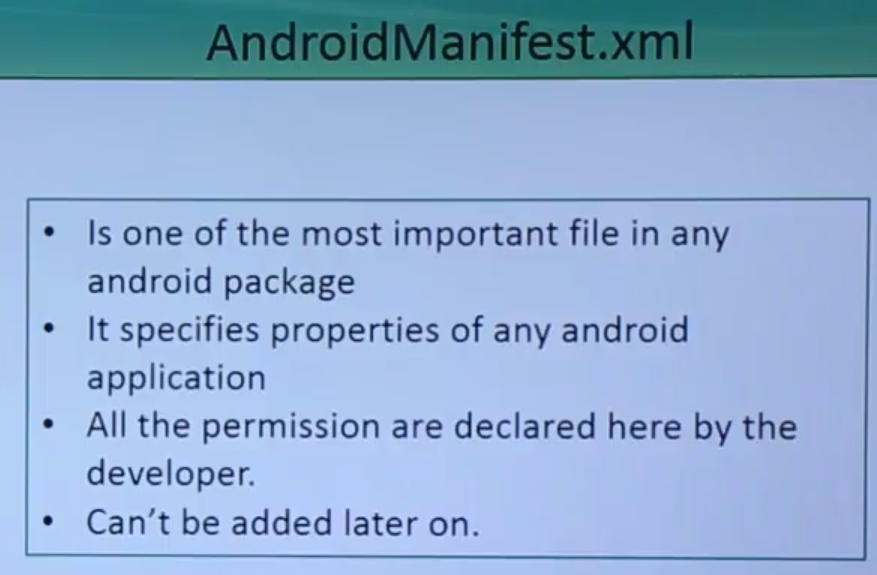 AndroidManifest.xml
• Is one of the most important file in any
android package
• It specifies properties of any android
application
• All the permission are declared here by the
developer.
• Can't be added later on.